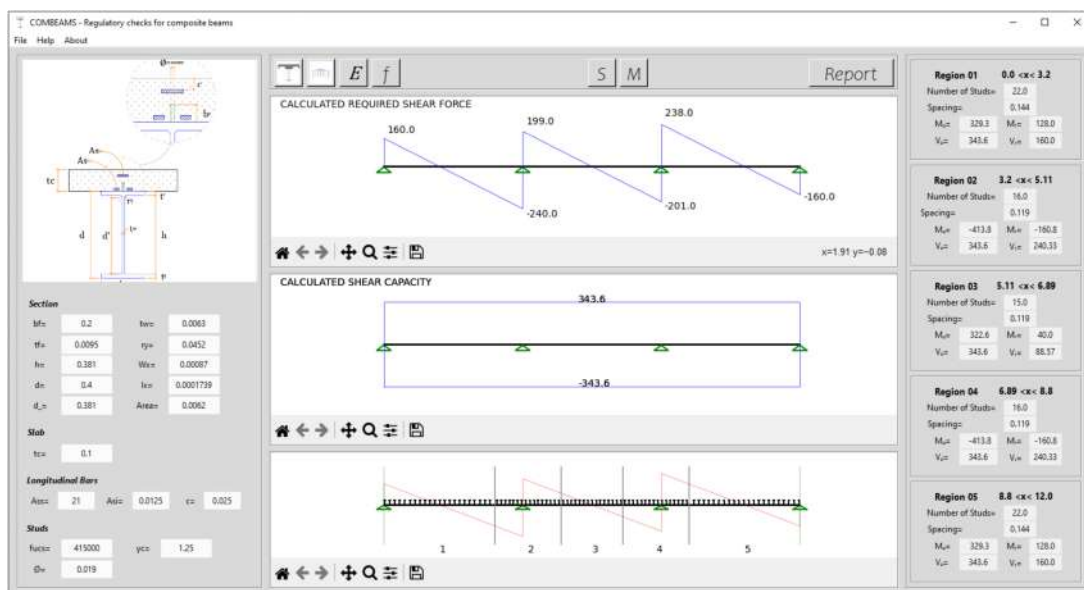 COMBEAMS - Regulatory checks for composite beams
File Help About
tc
d
d'
h
Section
bf= 0.2 tw= 0.0063
tf= 0.0095 ry= 0.0452
h= 0.381 Wx= 0.00087
d= 0.4 Ix= 0.0001739
d_= 0.381 Area= 0.0062
Slab
tc= 0.1
Longitudinal Bars
Ass= 21 Asi= 0.0125 c= 0.025
Studs
fucs= 415000 γc= 1.25
Ø= 0.019
E f S M Report
CALCULATED REQUIRED SHEAR FORCE
160.0
199.0
238.0
-240.0
-201.0
-160.0
x=1.91 y=−0.08
CALCULATED SHEAR CAPACITY
343.6
-343.6
1 2 3 4 5
Region 01 0.0 <x< 3.2
Number of Studs= 22.0
Spacing= 0.144
329.3 128.0
343.6 160.0
Region 02 3.2 <x< 5.11
Number of Studs= 16.0
Spacing= 0.119
-413.8 -160.8
343.6 240.33
Region 03 5.11 <x< 6.89
Number of Studs= 15.0
Spacing= 0.119
322.6 40.0
343.6 88.57
Region 04 6.89 <x< 8.8
Number of Studs= 16.0
Spacing= 0.119
-413.8 -160.8
343.6 240.33
Region 05 8.8 <x< 12.0
Number of Studs= 22.0
Spacing= 0.144
329.3 128.0
343.6 160.0